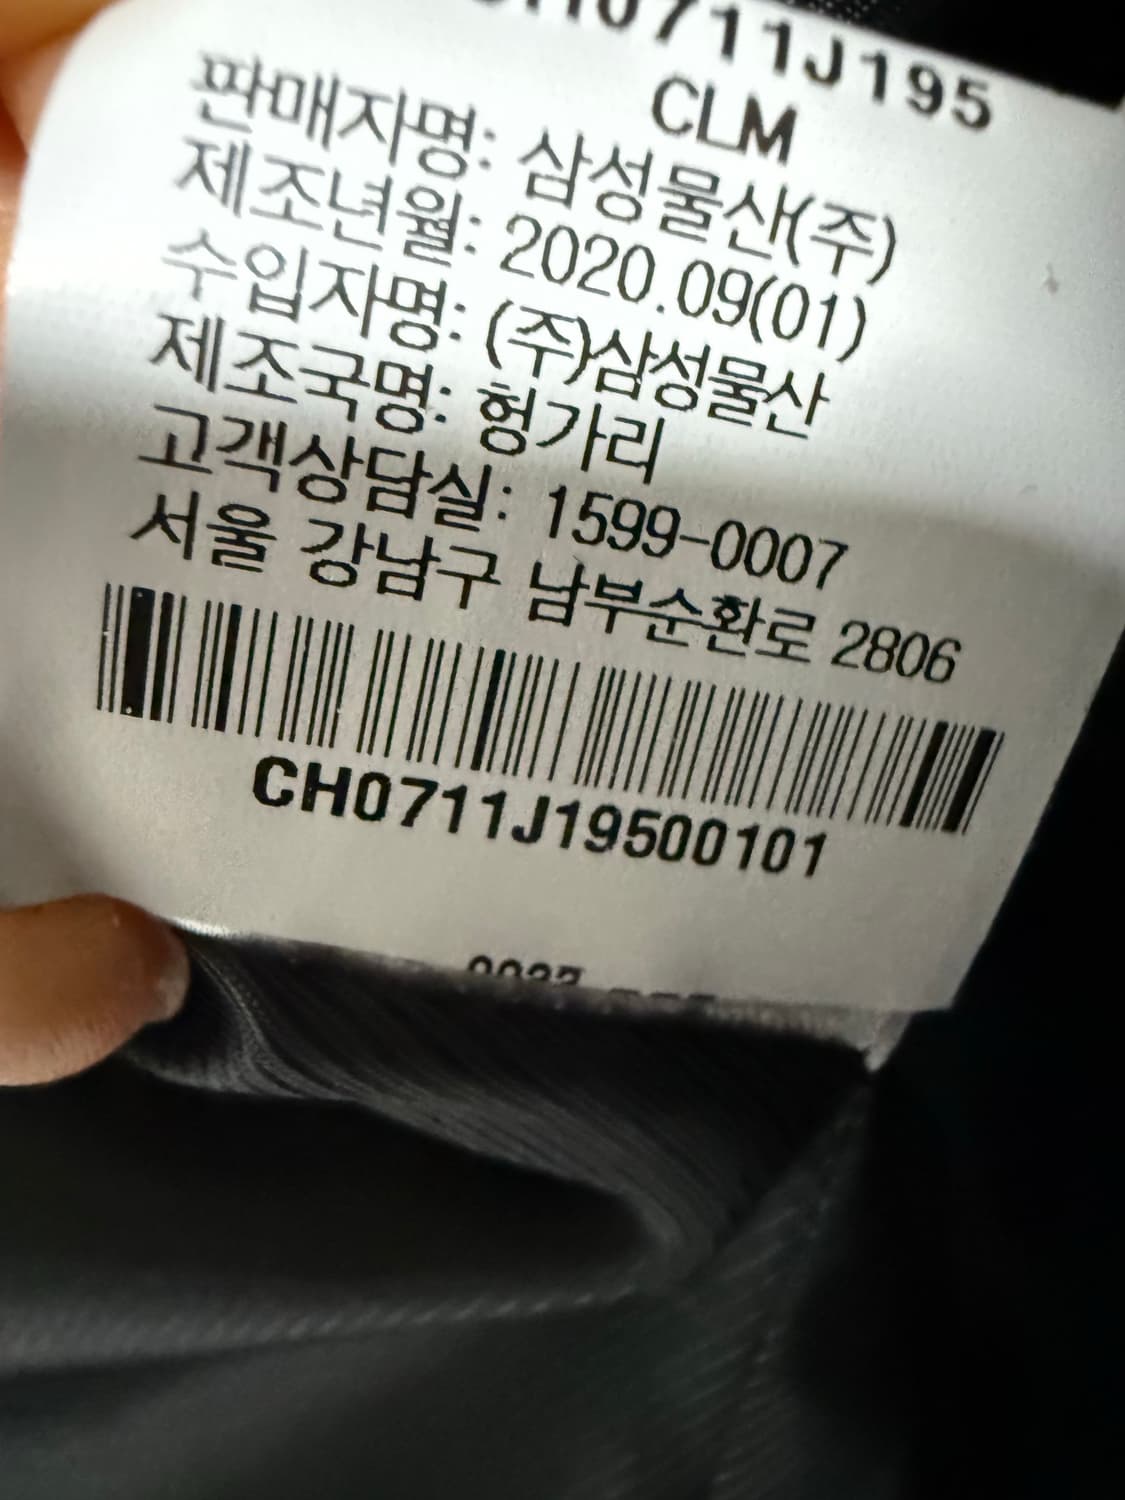 CH0711J195
CLM
판매자명: 삼성물산(주)
제조년월: 2020.09(01)
수입자명: (주)삼성물산
제조국명: 헝가리
고객상담실: 1599-0007
서울 강남구 남부순환로 2806
CH0711J19500101